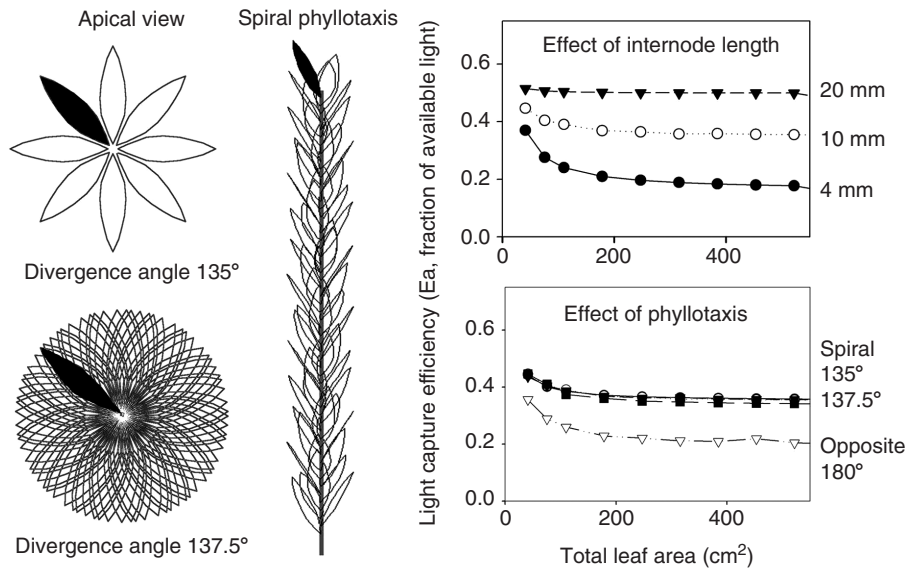 Apical view
Spiral phyllotaxis
Divergence angle 135°
Divergence angle 137.5°
Light capture efficiency (Ea, fraction of available light)
Effect of internode length
0.6
0.4
0.2
0.0
0
200
400
20 mm
10 mm
4 mm
Effect of phyllotaxis
0.6
0.4
0.2
0.0
0
200
400
Spiral
135°
137.5°
Opposite
180°
Total leaf area (cm²)